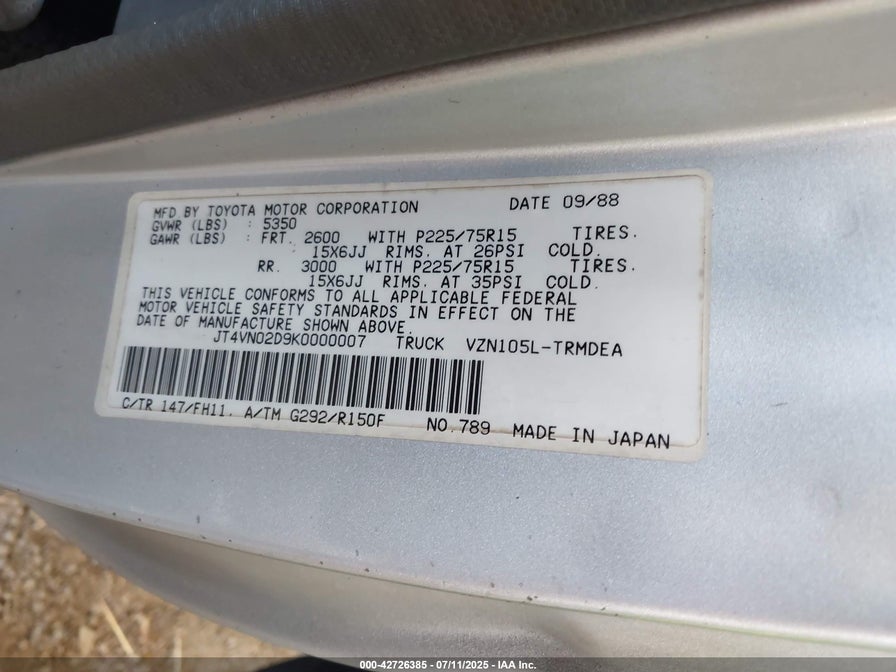 MFD BY TOYOTA MOTOR CORPORATION DATE 09/88
GVWR (LBS) : 5350
GAWR (LBS) : FRT. 2600 WITH P225/75R15 TIRES.
15X6JJ RIMS. AT 26PSI COLD.
RR. 3000 WITH P225/75R15 TIRES.
15X6JJ RIMS. AT 35PSI COLD.
THIS VEHICLE CONFORMS TO ALL APPLICABLE FEDERAL
MOTOR VEHICLE SAFETY STANDARDS IN EFFECT ON THE
DATE OF MANUFACTURE SHOWN ABOVE.
JT4VN02D9K0000007 TRUCK VZN105L-TRMDEA
C/TR 147/FH11. A/TM G292/R150F NO.789 MADE IN JAPAN
000-42726385 - 07/11/2025 - IAA Inc.